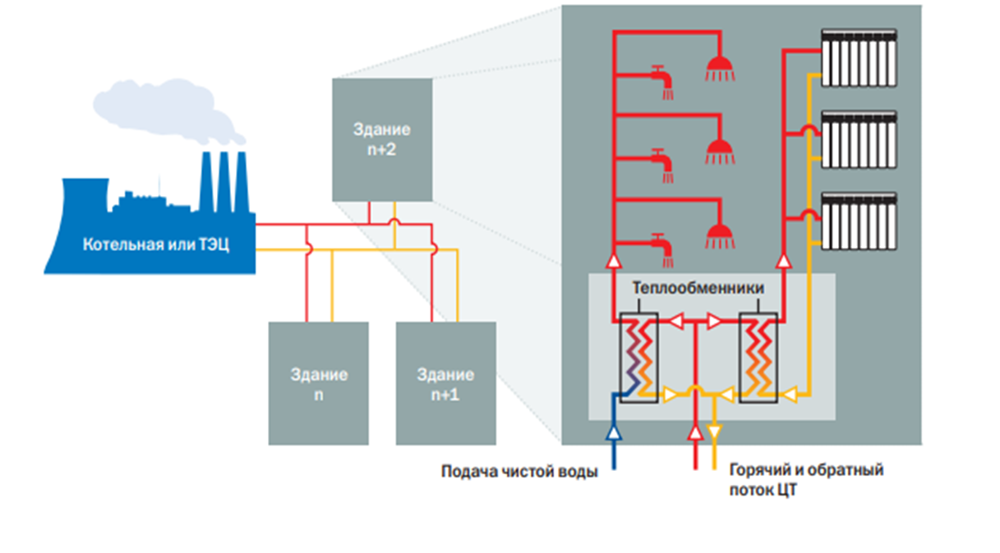 Здание
n+2
Котельная или ТЭЦ
Здание
n
Здание
n+1
Теплообменники
Подача чистой воды
Горячий и обратный
поток ЦТ